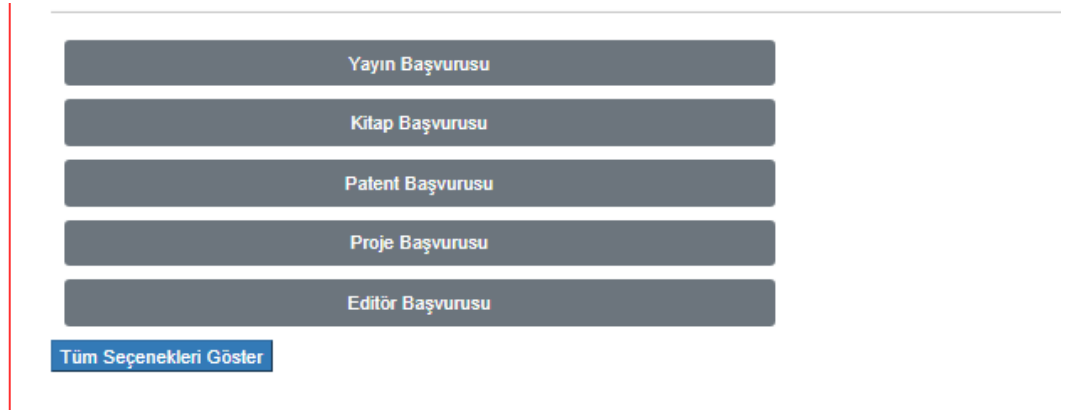 Yayın Başvurusu
Kitap Başvurusu
Patent Başvurusu
Proje Başvurusu
Editör Başvurusu
Tüm Seçenekleri Göster